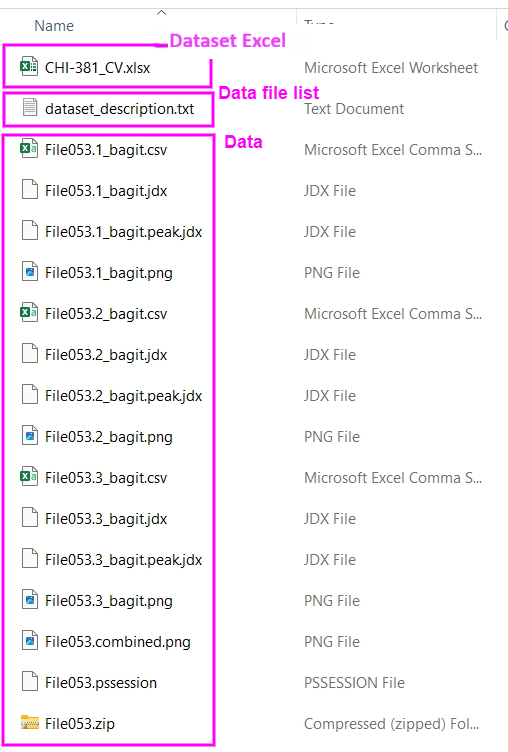 Name
Dataset Excel
CHI-381_CV.xlsx Microsoft Excel Worksheet
Data file list
dataset_description.txt Text Document
Data
File053.1_bagit.csv Microsoft Excel Comma S...
File053.1_bagit.jdx JDX File
File053.1_bagit.peak.jdx JDX File
File053.1_bagit.png PNG File
File053.2_bagit.csv Microsoft Excel Comma S...
File053.2_bagit.jdx JDX File
File053.2_bagit.peak.jdx JDX File
File053.2_bagit.png PNG File
File053.3_bagit.csv Microsoft Excel Comma S...
File053.3_bagit.jdx JDX File
File053.3_bagit.peak.jdx JDX File
File053.3_bagit.png PNG File
File053.combined.png PNG File
File053.pssession PSSESSION File
File053.zip Compressed (zipped) Fol...